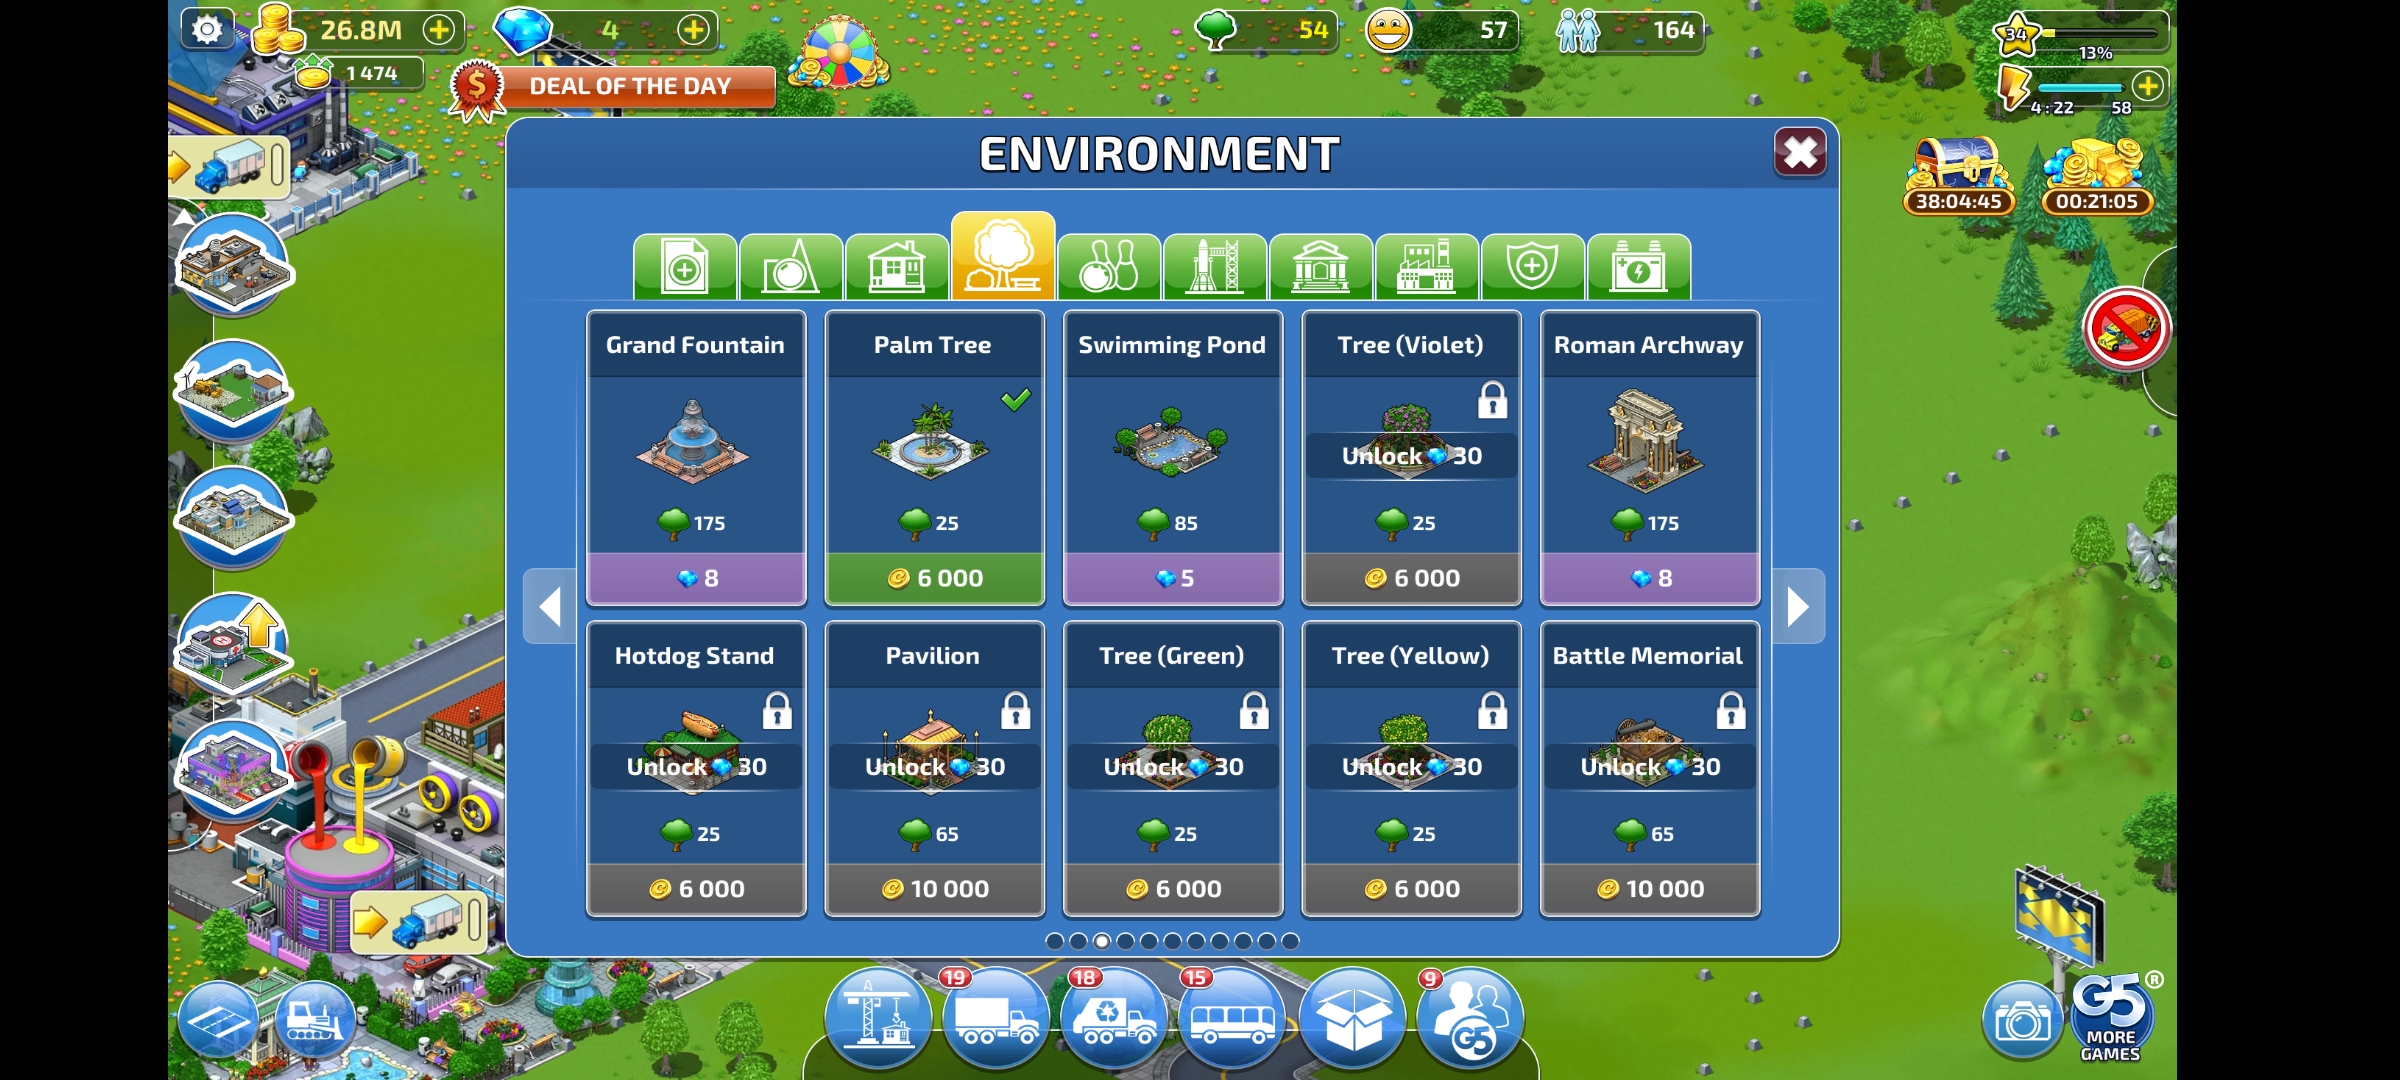 26.8M
4
54
57
164
34
13%
1 474
DEAL OF THE DAY
4:22
58
ENVIRONMENT
38:04:45
00:21:05
Grand Fountain
175
8
Palm Tree
25
6 000
Swimming Pond
85
5
Tree (Violet)
Unlock 30
25
6 000
Roman Archway
175
8
Hotdog Stand
Unlock 30
25
6 000
Pavilion
Unlock 30
65
10 000
Tree (Green)
Unlock 30
25
6 000
Tree (Yellow)
Unlock 30
25
6 000
Battle Memorial
Unlock 30
65
10 000
19
18
15
9
G5
G5®
MORE
GAMES